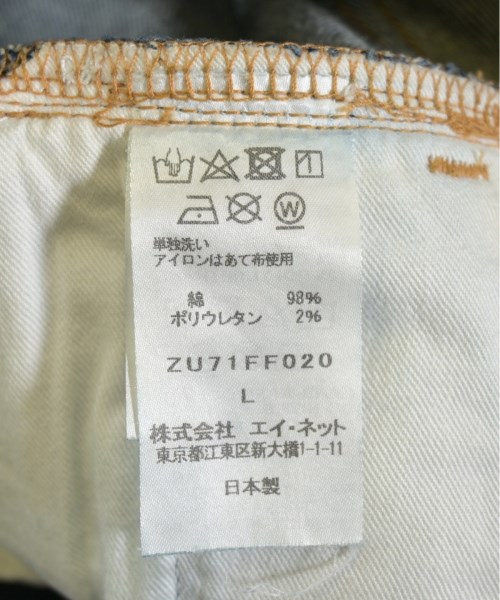 W
単独洗い
アイロンはあて布使用
綿 98%
ポリウレタン 2%
ZU71FF020
L
株式会社 エイ・ネット
東京都江東区新大橋1-1-11
日本製